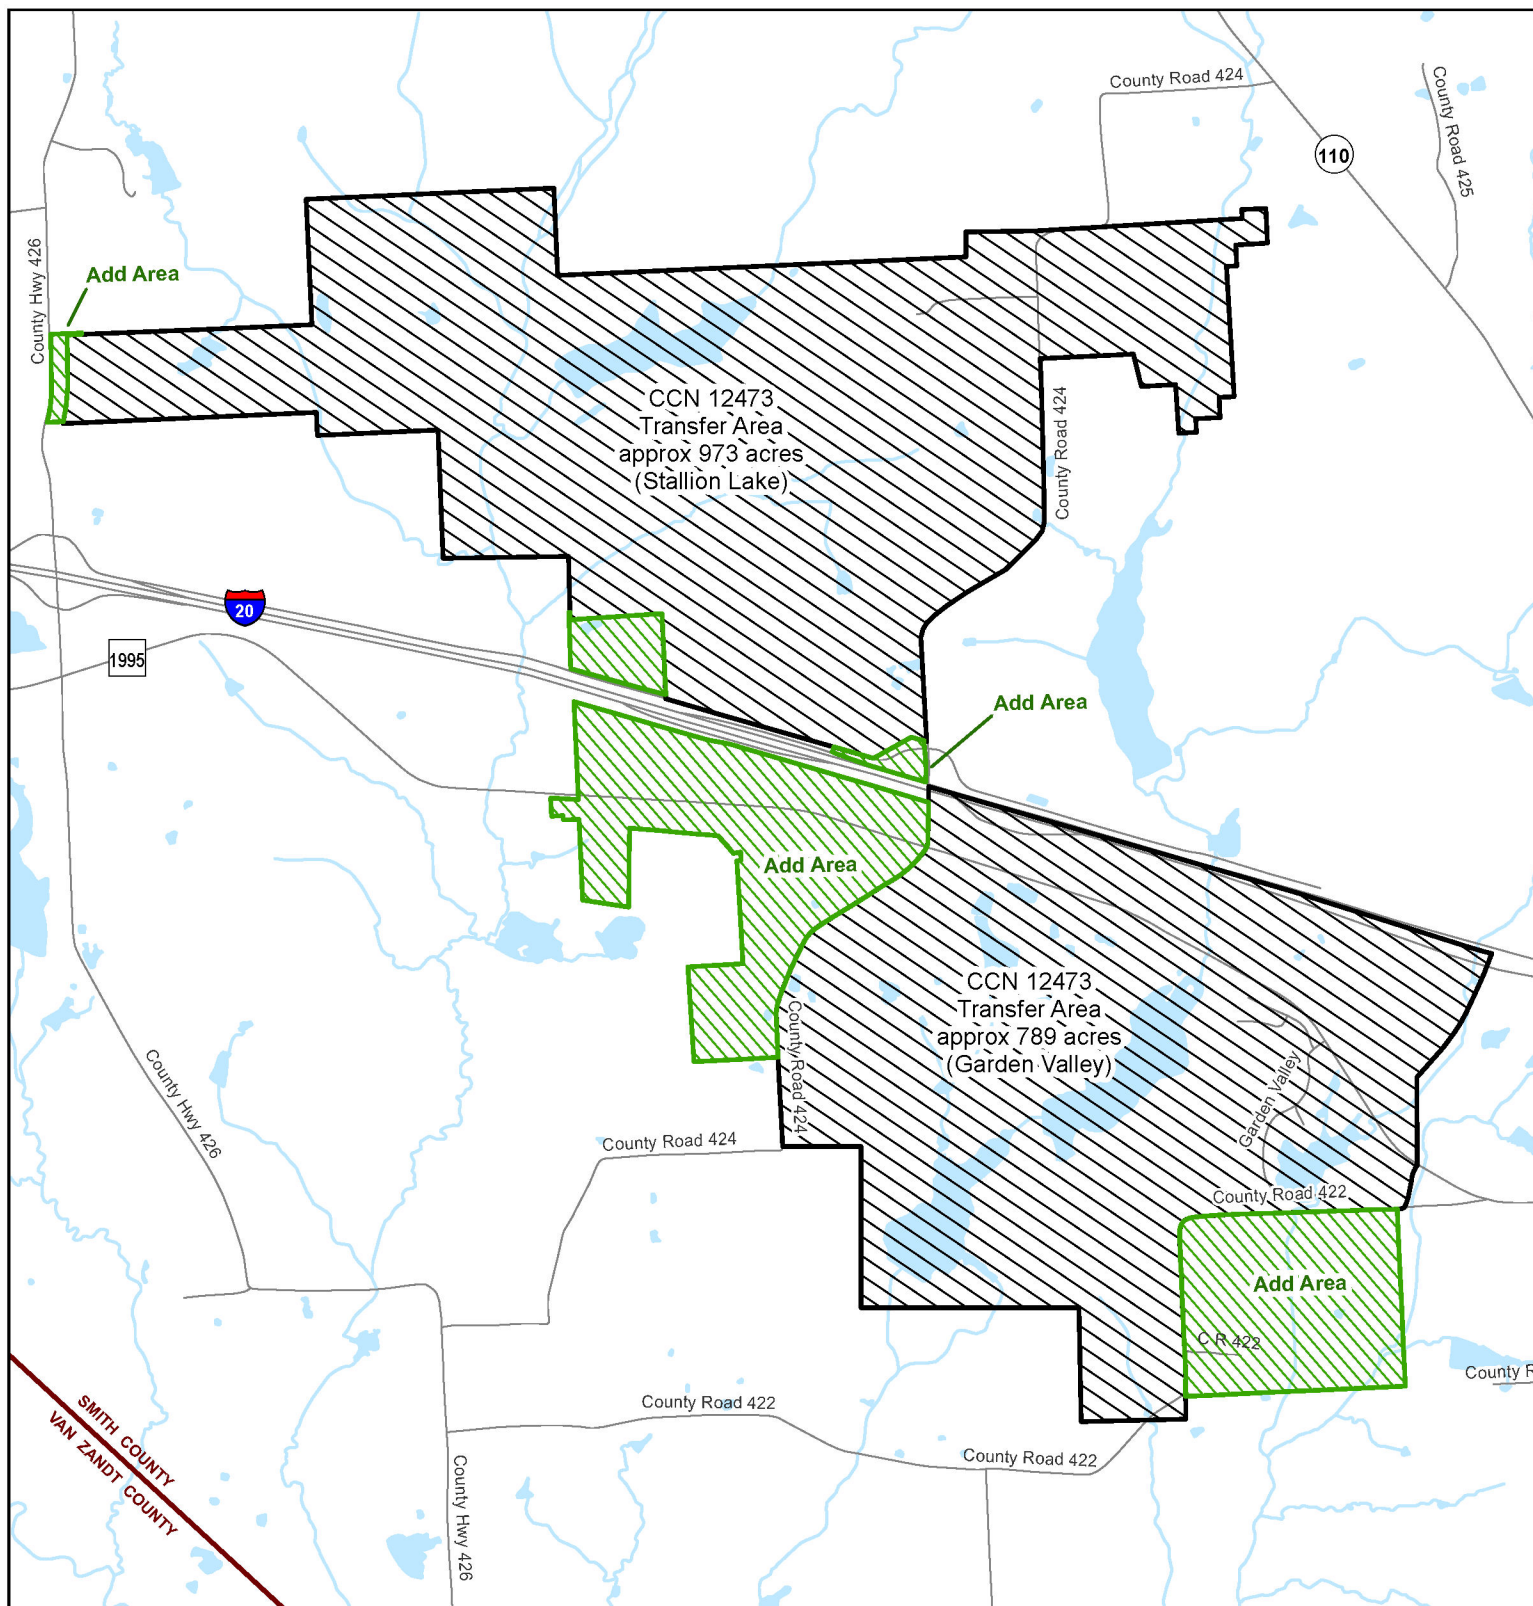 County Road 424
County Road 425
110
County Hwy 426
Add Area
CCN 12473
Transfer Area
approx 973 acres
(Stallion Lake)
County Road 424
20
1995
Add Area
Add Area
CCN 12473
Transfer Area
approx 789 acres
(Garden Valley)
County Road 424
Garden Valley
County Hwy 426
County Road 424
County Road 422
Add Area
C R 422
County R
SMITH COUNTY
VAN ZANDT COUNTY
County Road 422
County Road 422
County Hwy 426